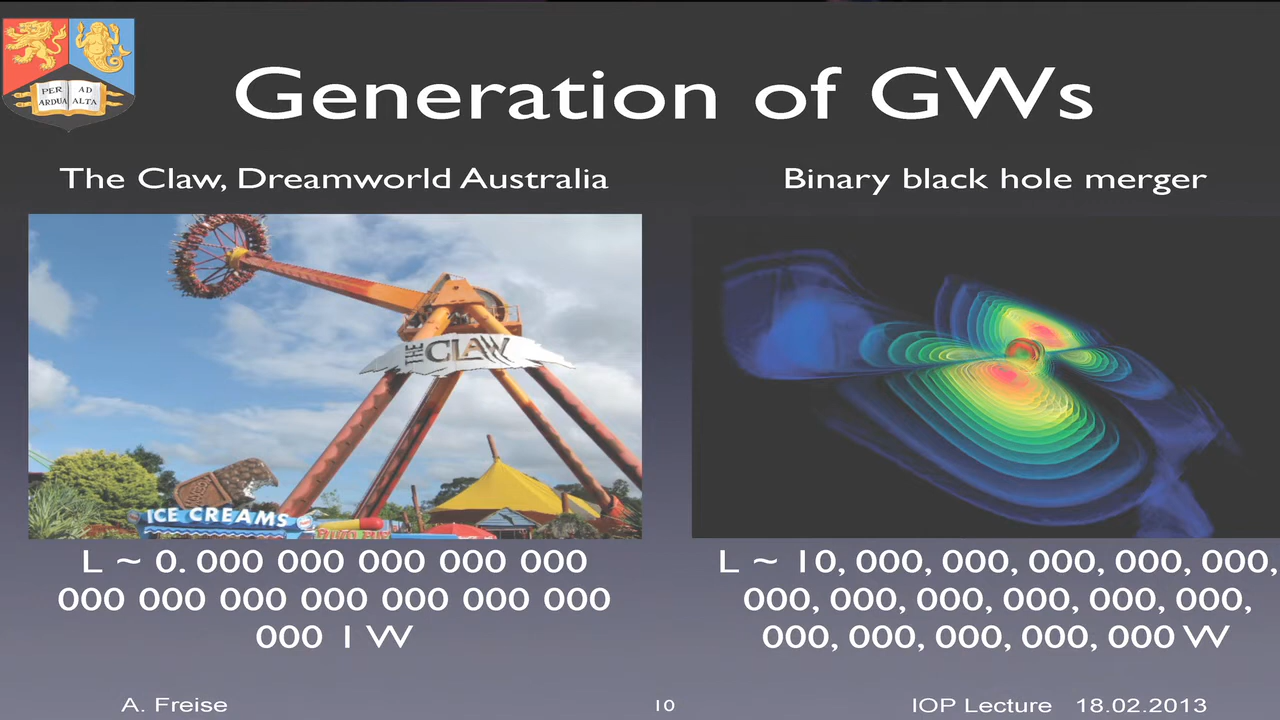 PER AD
ARDUA ALTA
Generation of GWs
The Claw, Dreamworld Australia
Binary black hole merger
THE CLAW
ICE CREAMS
L ~ 0. 000 000 000 000 000
000 000 000 000 000 000 000
000 1 W
L ~ 10, 000, 000, 000, 000, 000,
000, 000, 000, 000, 000, 000,
000, 000, 000, 000, 000 W
A. Freise
10
IOP Lecture 18.02.2013